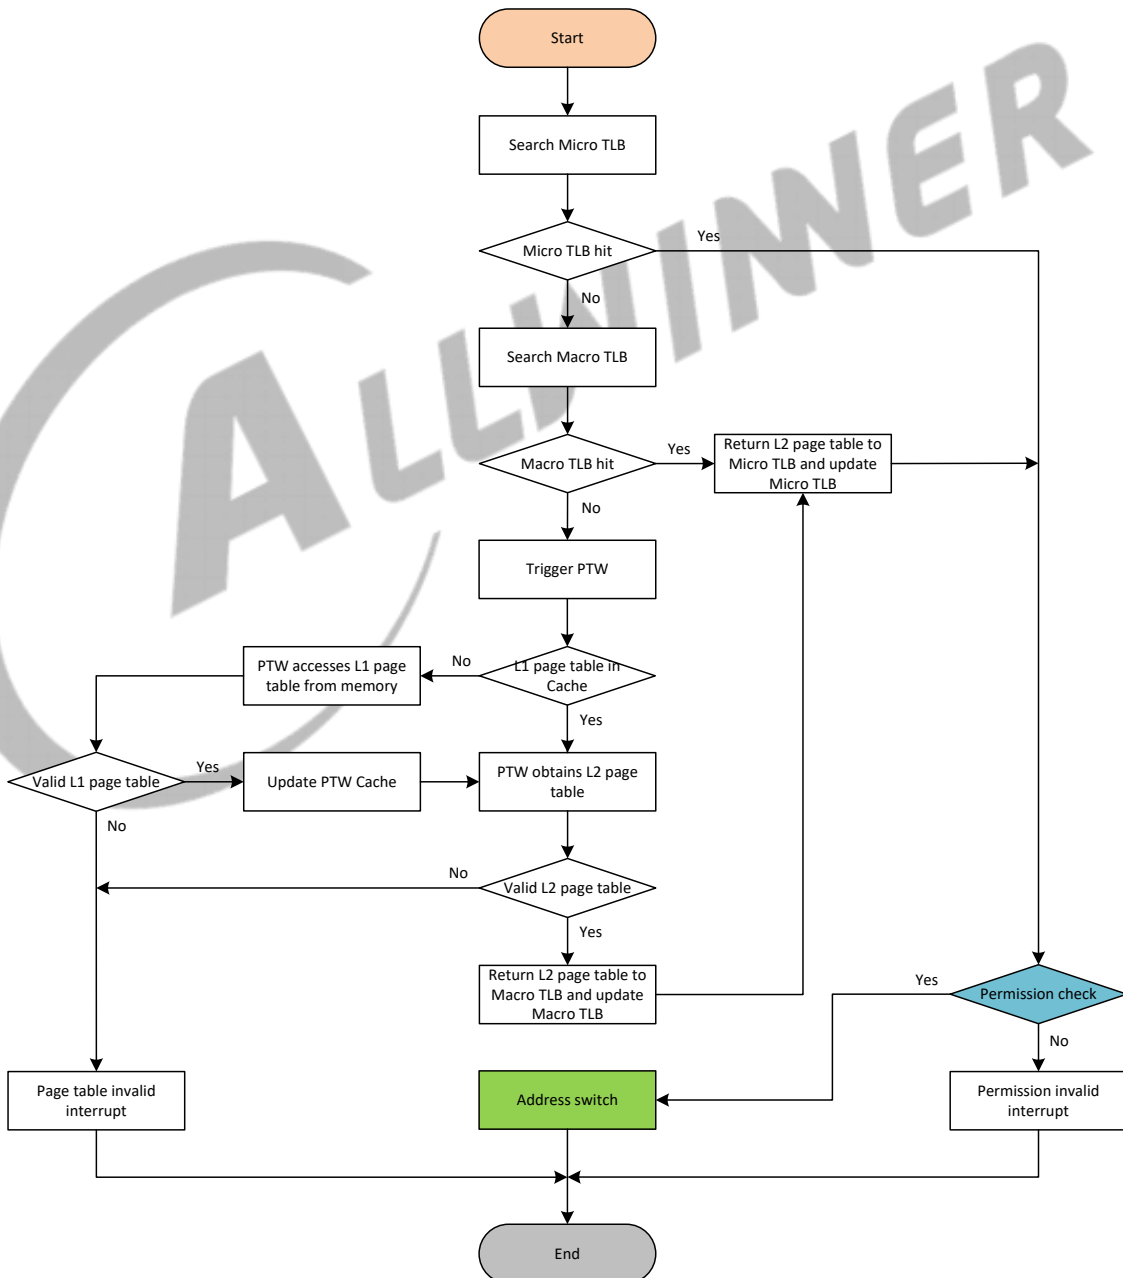 Start
Search Micro TLB
Micro TLB hit
Yes
No
Search Macro TLB
Macro TLB hit
Yes
Return L2 page table to
Micro TLB and update
Micro TLB
No
Trigger PTW
L1 page table in
Cache
No
PTW accesses L1 page
table from memory
Yes
Valid L1 page table
Yes
Update PTW Cache
PTW obtains L2 page
table
No
Valid L2 page table
No
Yes
Return L2 page table to
Macro TLB and update
Macro TLB
Permission check
Yes
No
Page table invalid
interrupt
Address switch
Permission invalid
interrupt
End
ALLWINNER